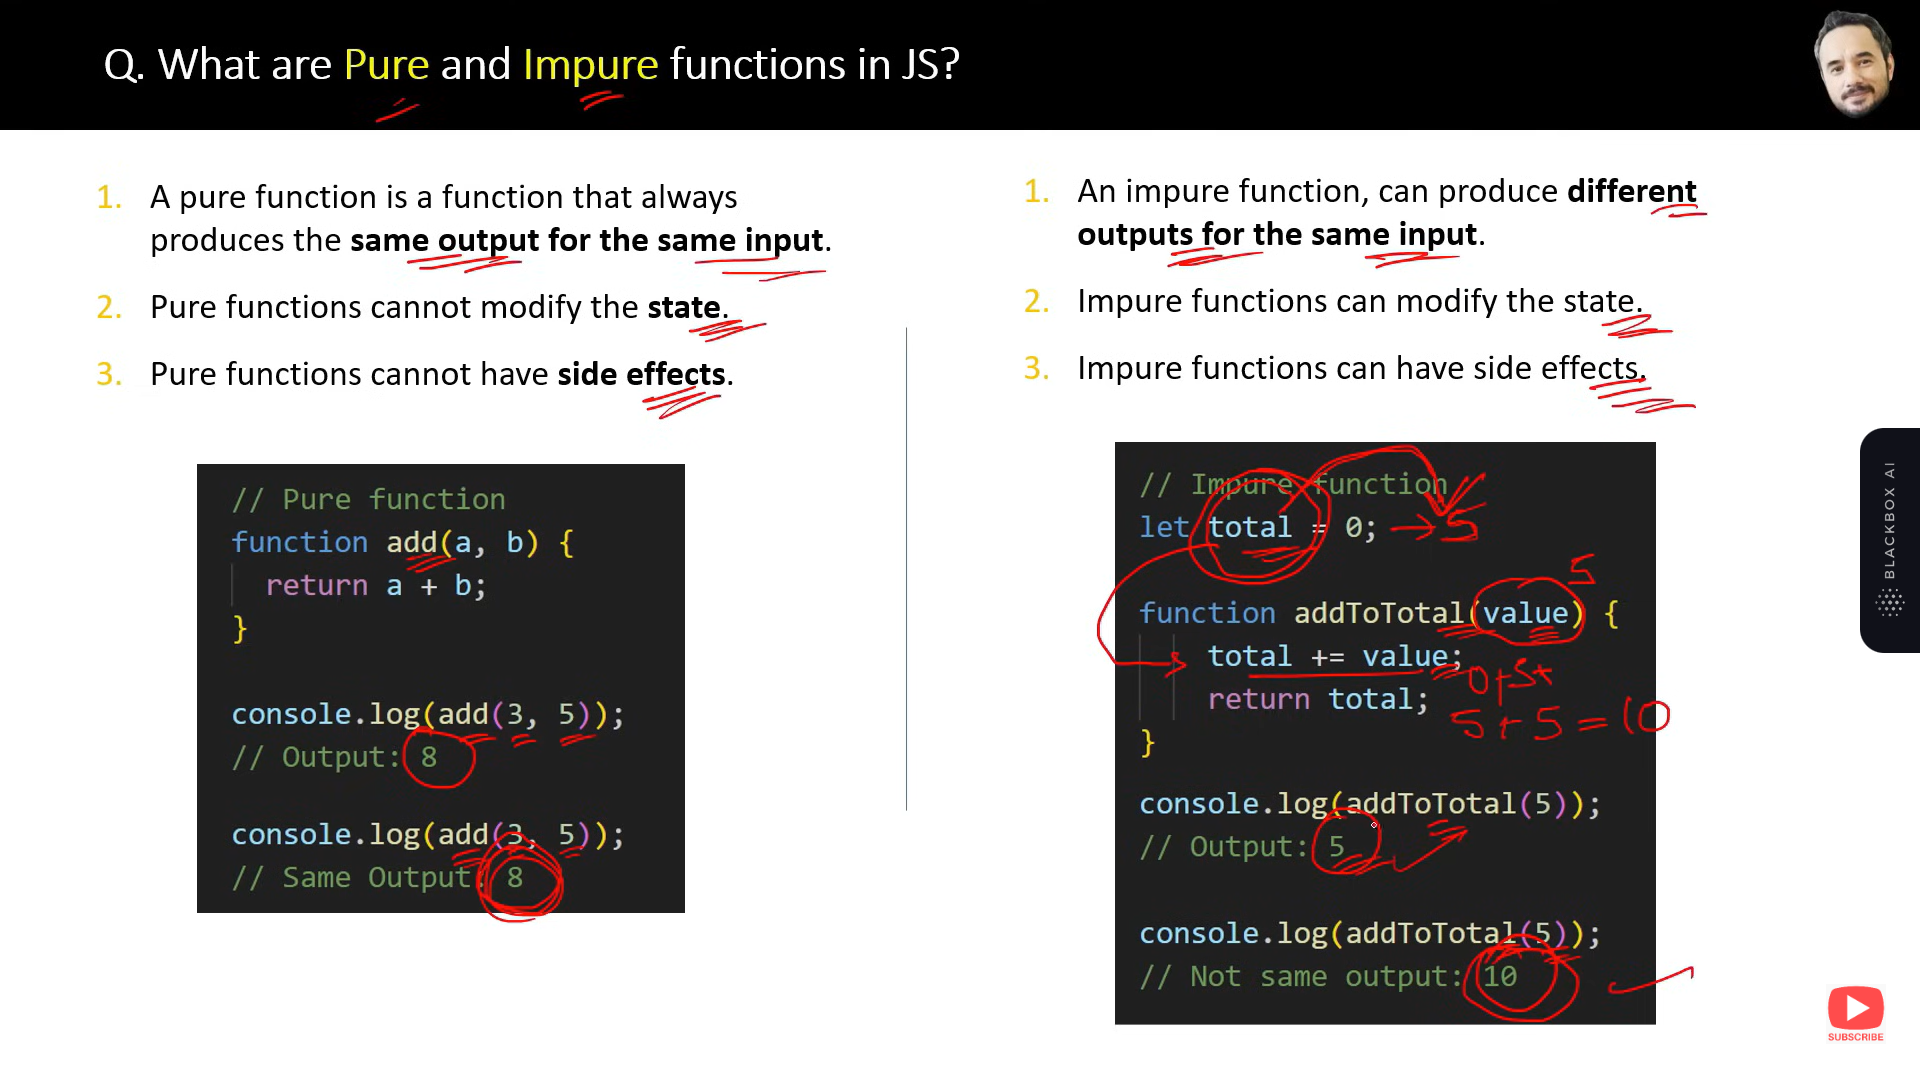 Q. What are Pure and Impure functions in JS?
1. A pure function is a function that always
produces the same output for the same input.
2. Pure functions cannot modify the state.
3. Pure functions cannot have side effects.
// Pure function
function add(a, b) {
return a + b;
}
console.log(add(3, 5));
// Output: 8
console.log(add(3, 5));
// Same Output: 8
1. An impure function, can produce different
outputs for the same input.
2. Impure functions can modify the state.
3. Impure functions can have side effects.
// Impure function
let total = 0; → 5
5
function addToTotal(value) {
total += value;
0+5+
return total;
5 + 5 = 10
}
console.log(addToTotal(5));
// Output: 5
console.log(addToTotal(5));
// Not same output: 10
BLACKBOX AI
SUBSCRIBE